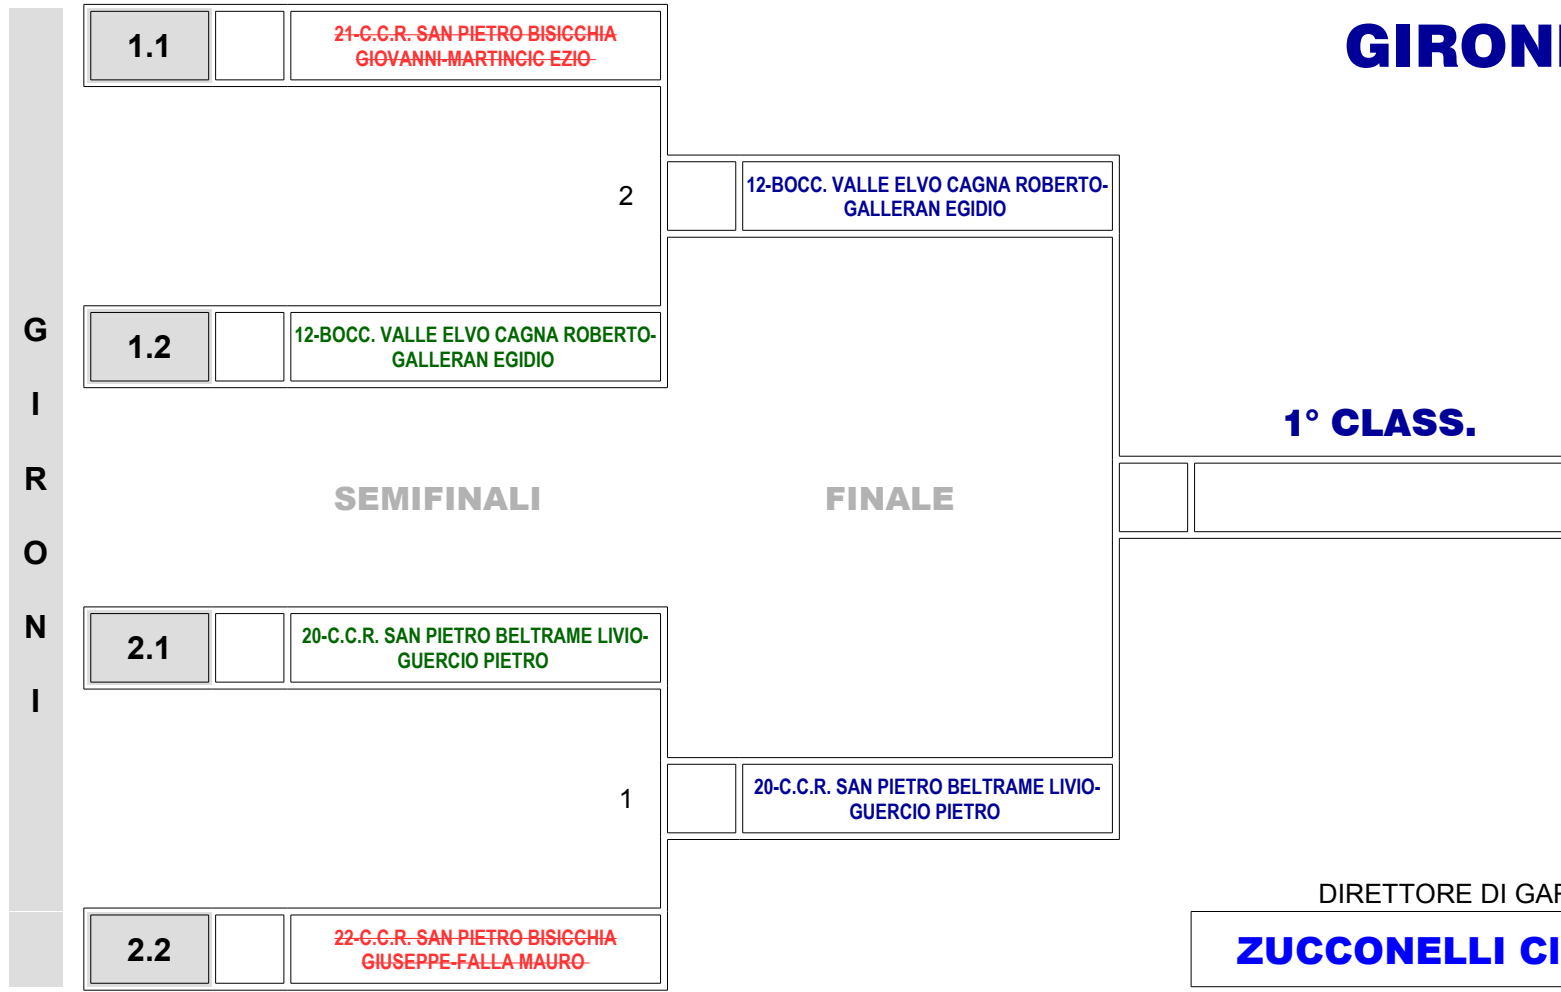 1.1
21-C.C.R. SAN PIETRO BISICCHIA
GIOVANNI-MARTINCIC EZIO
GIRONI
2
12-BOCC. VALLE ELVO CAGNA ROBERTO-
GALLERAN EGIDIO
G
I
R
O
N
I
1.2
12-BOCC. VALLE ELVO CAGNA ROBERTO-
GALLERAN EGIDIO
1° CLASS.
SEMIFINALI
FINALE
2.1
20-C.C.R. SAN PIETRO BELTRAME LIVIO-
GUERCIO PIETRO
1
20-C.C.R. SAN PIETRO BELTRAME LIVIO-
GUERCIO PIETRO
DIRETTORE DI
2.2
22-C.C.R. SAN PIETRO BISICCHIA
GIUSEPPE-FALLA MAURO
ZUCCONELLI CI